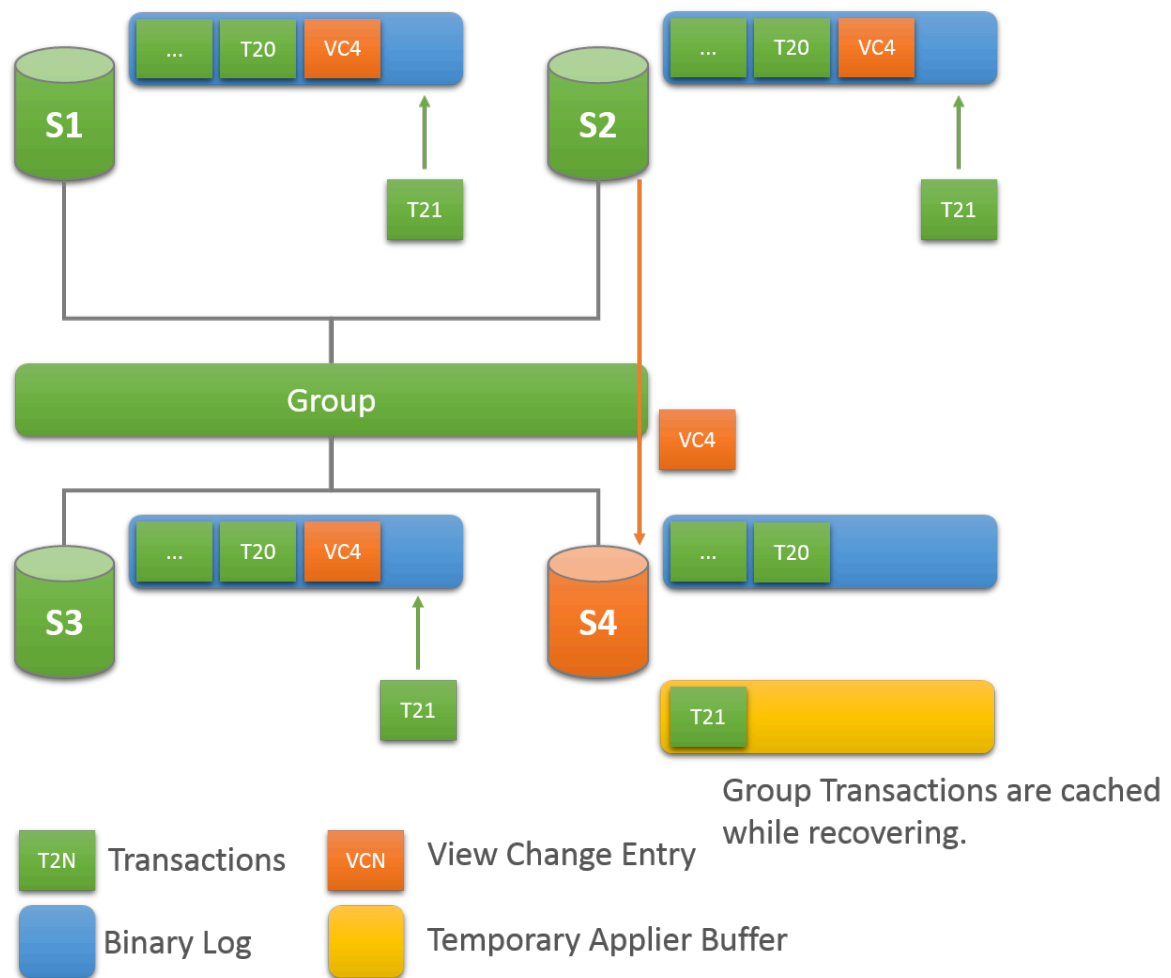 ... T20 VC4
... T20 VC4
S1
S2
T21
T21
Group
VC4
... T20 VC4
... T20
S3
S4
T21
T21
Group Transactions are cached
while recovering.
T2N Transactions
VCN View Change Entry
Binary Log
Temporary Applier Buffer